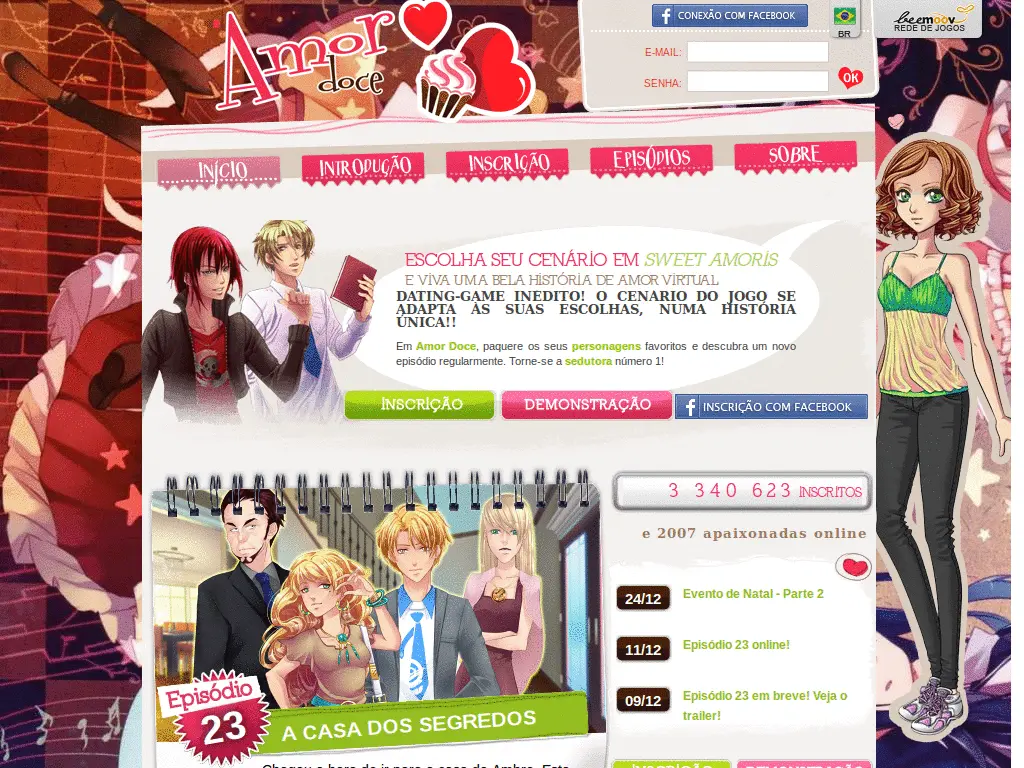 Amor
doce
CONEXÃO COM FACEBOOK
BR
beemoov
REDE DE JOGOS
E-MAIL:
SENHA:
OK
INÍCIO
INTRODUÇÃO
INSCRIÇÃO
EPISÓDIOS
SOBRE
ESCOLHA SEU CENÁRIO EM SWEET AMORIS
E VIVA UMA BELA HISTÓRIA DE AMOR VIRTUAL
DATING-GAME INEDITO! O CENARIO DO JOGO SE
ADAPTA ÀS SUAS ESCOLHAS, NUMA HISTÓRIA
ÚNICA!!
Em Amor Doce, paquere os seus personagens favoritos e descubra um novo
episódio regularmente. Torne-se a sedutora número 1!
INSCRIÇÃO
DEMONSTRAÇÃO
INSCRIÇÃO COM FACEBOOK
3 340 623 INSCRITOS
e 2007 apaixonadas online
24/12
Evento de Natal - Parte 2
11/12
Episódio 23 online!
09/12
Episódio 23 em breve! Veja o
trailer!
Episódio
23
A CASA DOS SEGREDOS
Chegou a hora de ir para a casa da Ambre. Este
INSCRIÇÃO
DEMONSTRAÇÃO